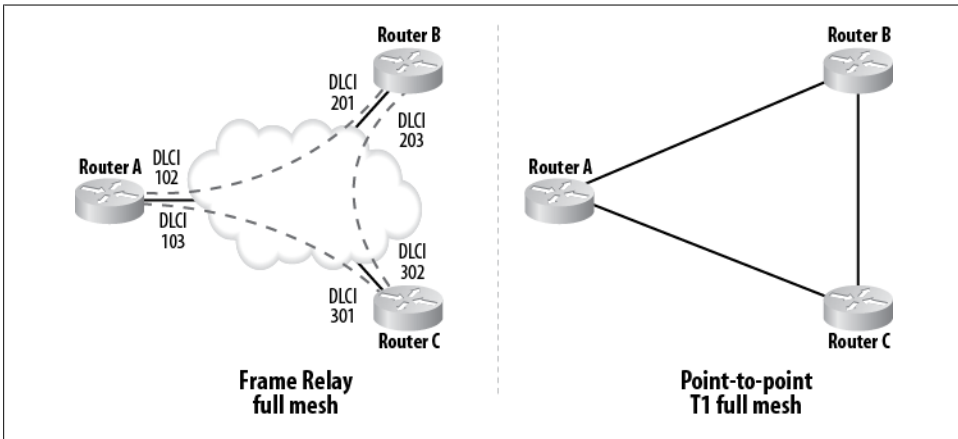 Router B
DLCI
201
DLCI
203
Router A
DLCI
102
DLCI
103
DLCI
302
DLCI
301
Router C
Frame Relay
full mesh
Router B
Router A
Router C
Point-to-point
T1 full mesh